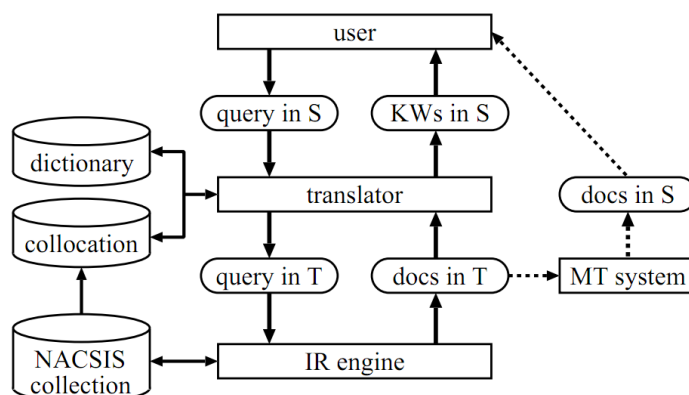 user
query in S
KWs in S
dictionary
translator
docs in S
collocation
query in T
docs in T
MT system
NACSIS
collection
IR engine